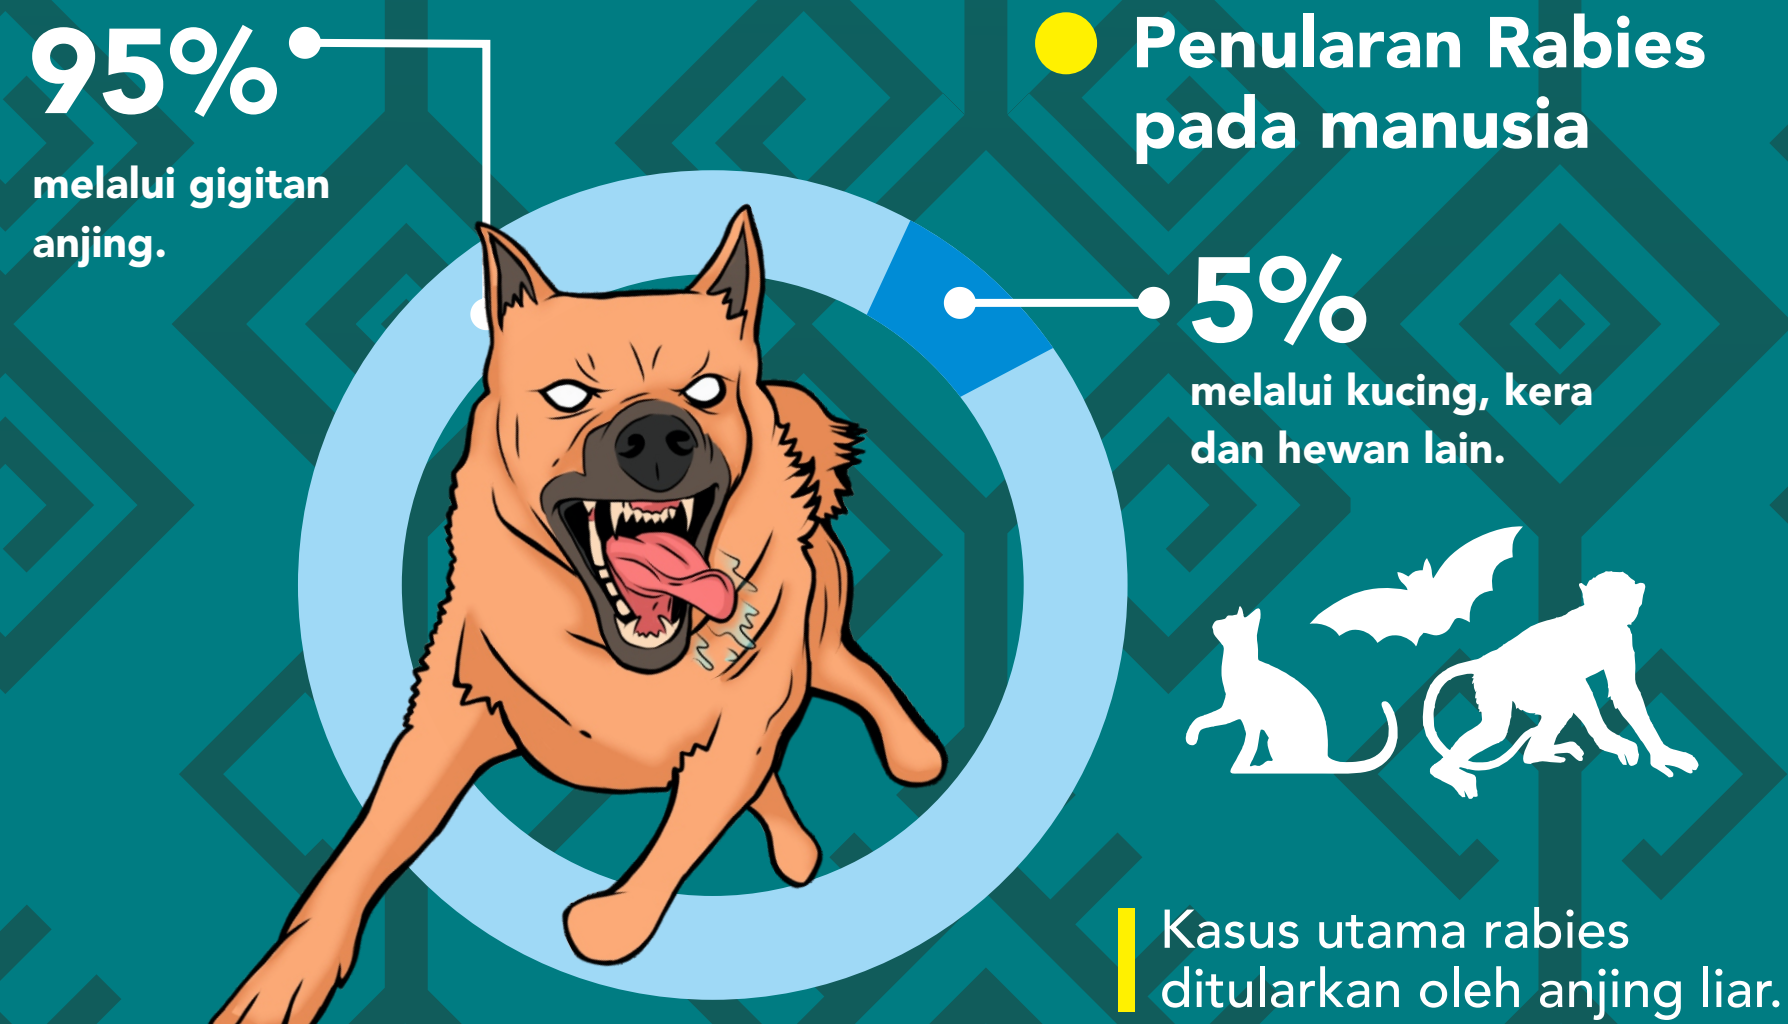 95%
melalui gigitan
anjing.
Penularan Rabies
pada manusia
5%
melalui kucing, kera
dan hewan lain.
Kasus utama rabies
ditularkan oleh anjing liar.